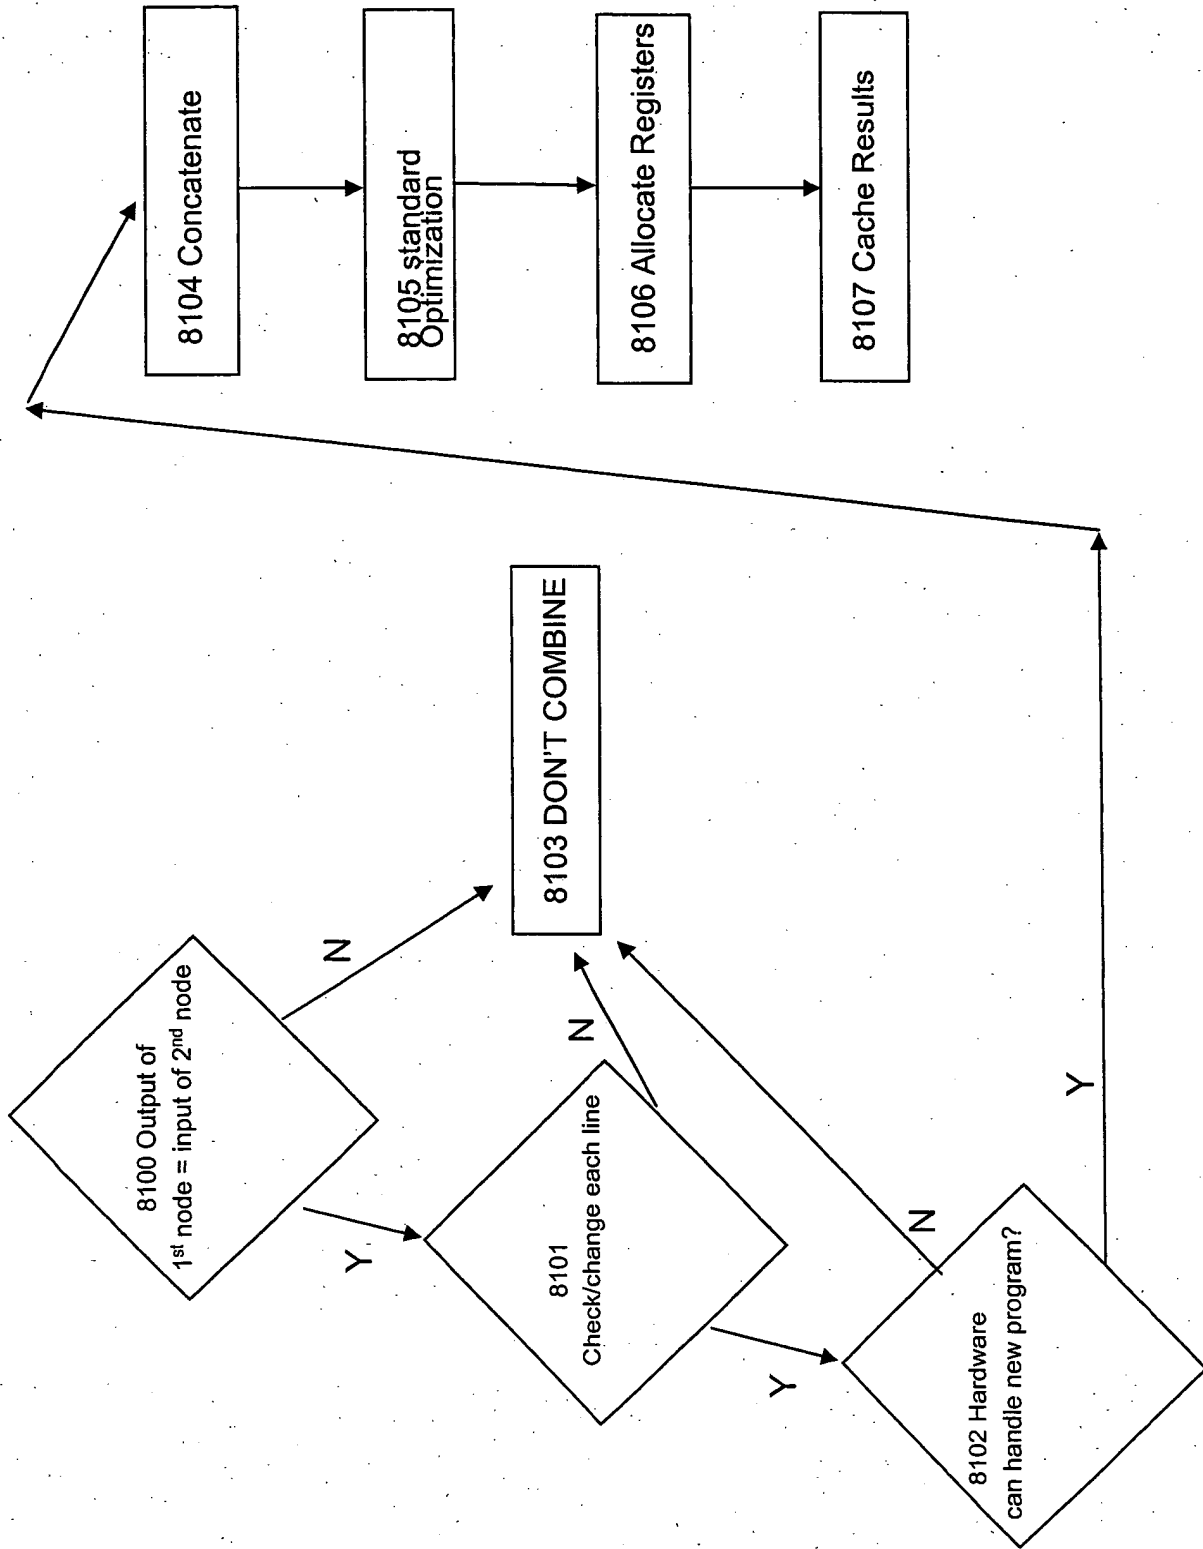 8100 Output of
1st node = input of 2nd node
N
Y
8101
Check/change each line
N
Y
8102 Hardware
can handle new program?
N
Y
8103 DON'T COMBINE
8104 Concatenate
8105 standard
Optimization
8106 Allocate Registers
8107 Cache Results